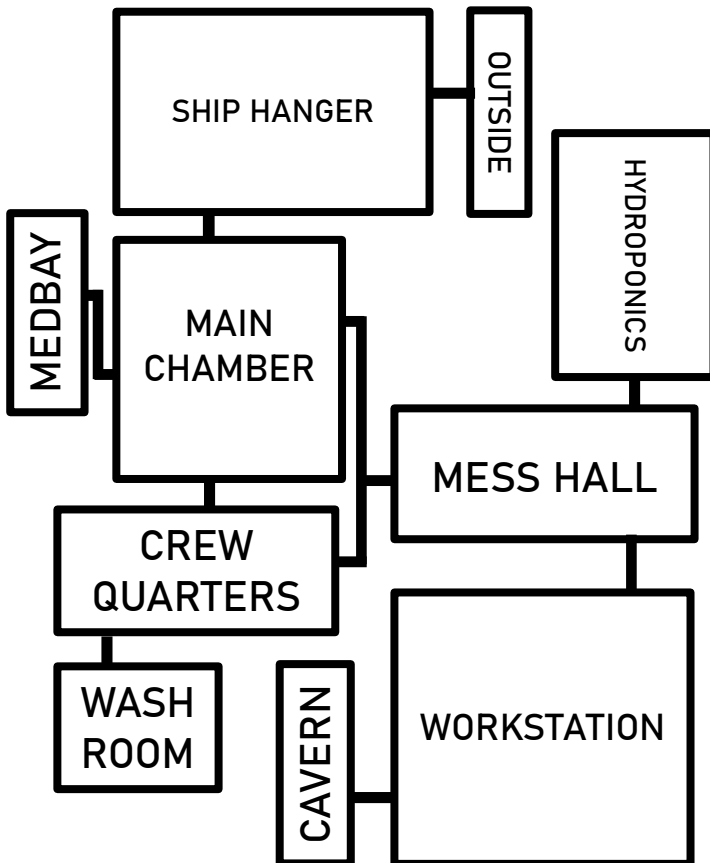 SHIP HANGER
OUTSIDE
HYDROPONICS
MEDBAY
MAIN
CHAMBER
MESS HALL
CREW
QUARTERS
WASH
ROOM
CAVERN
WORKSTATION